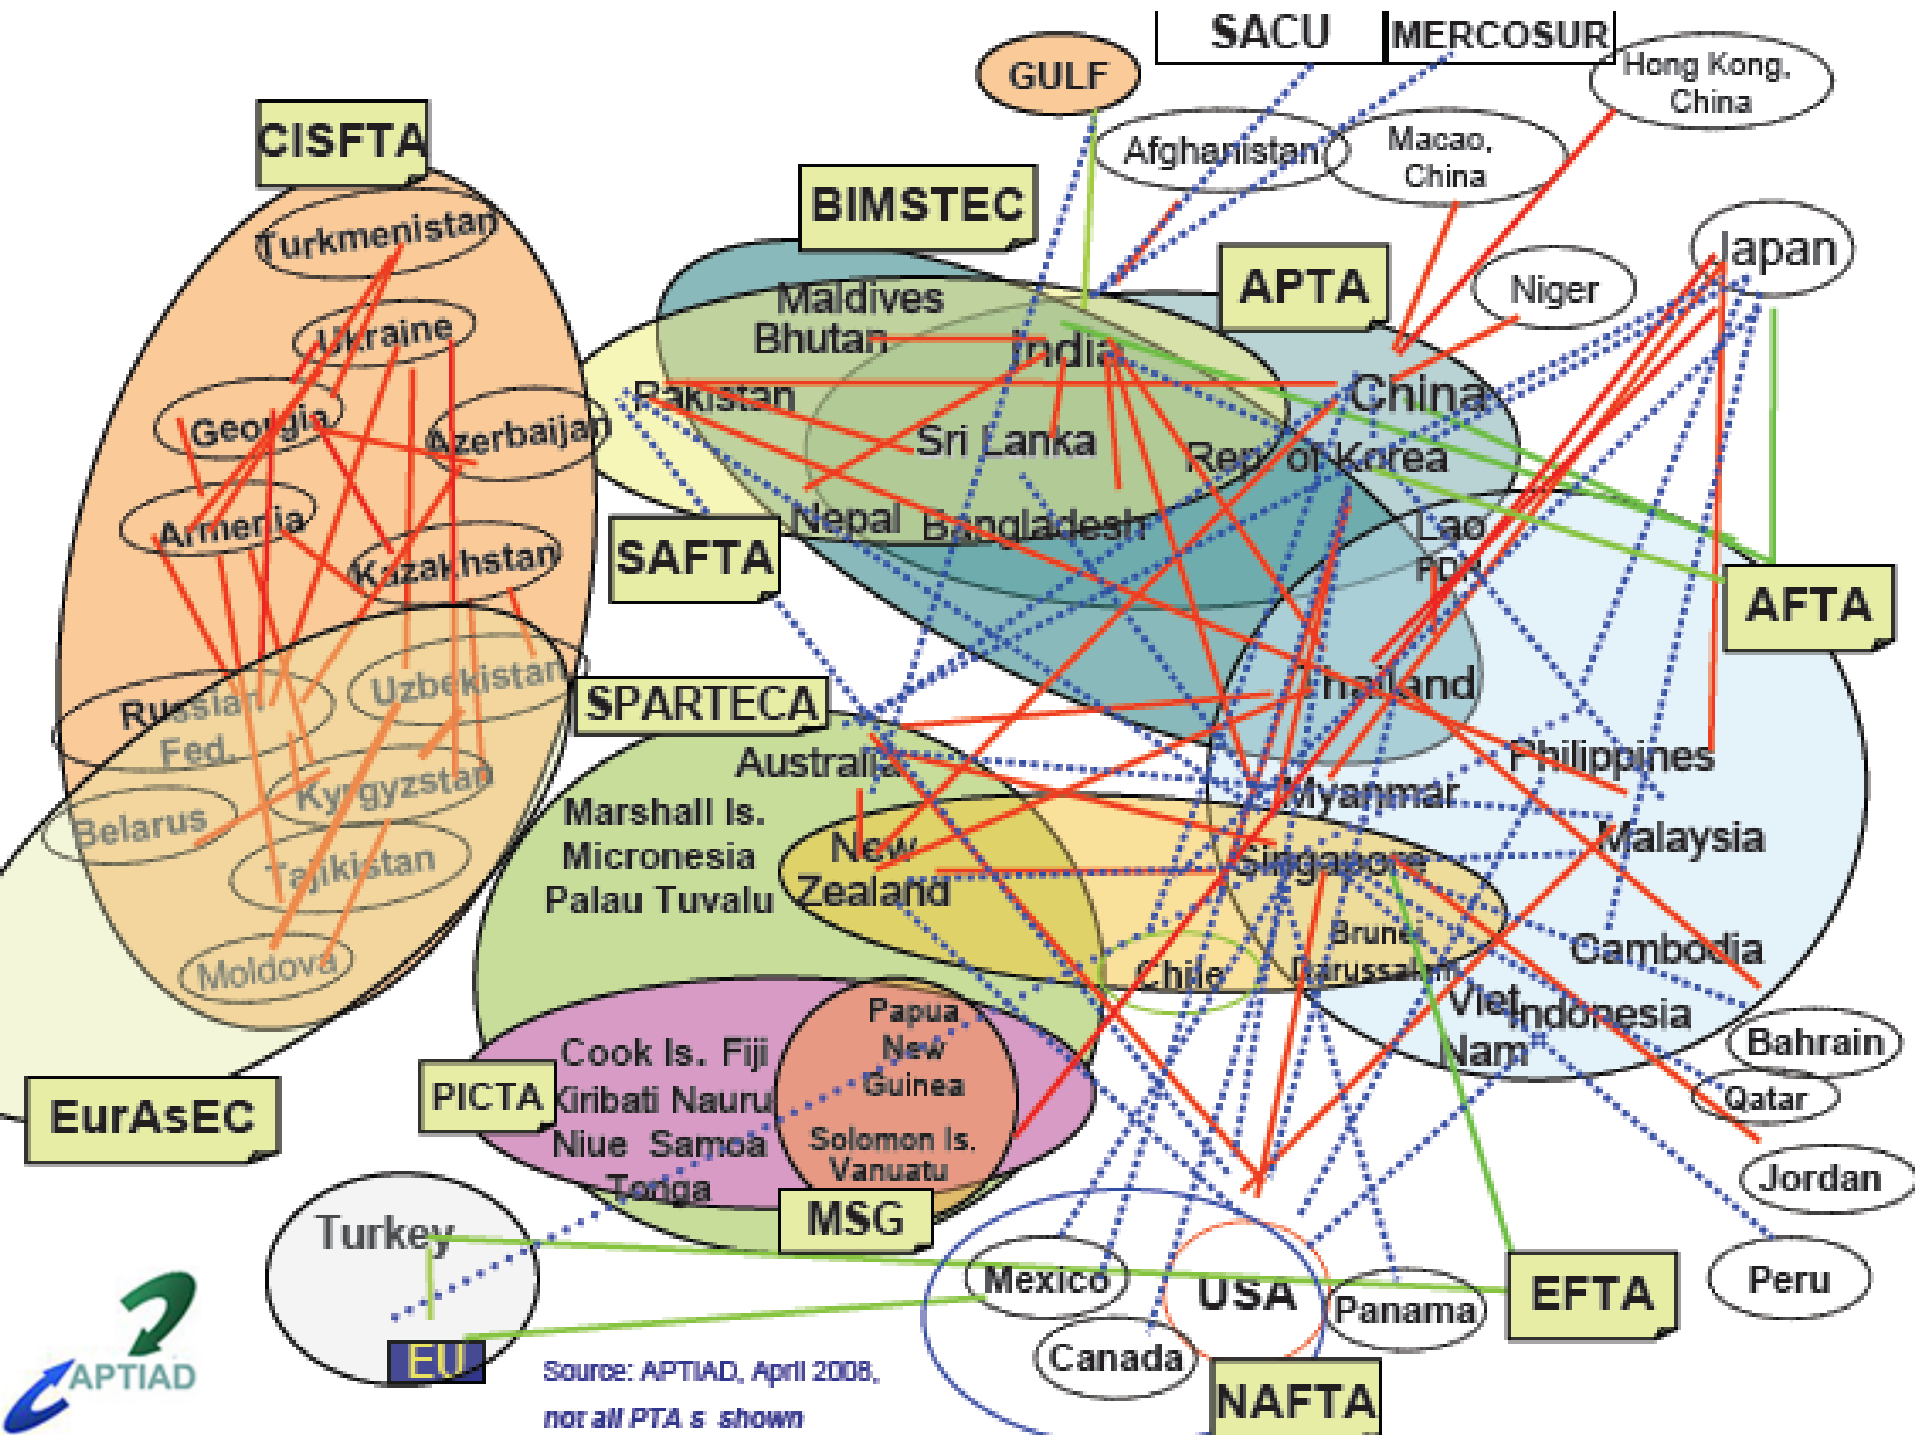 SACU
MERCOSUR
GULF
Hong Kong,
China
CISFTA
Afghanistan
Macao,
China
BIMSTEC
Turkmenistan
APTA
Japan
Niger
Maldives
Ukraine
Bhutan
India
Pakistan
China
Georgia
Azerbaijan
Sri Lanka
Rep. of Korea
Armenia
Nepal
Bangladesh
Lao
PDR
SAFTA
Kazakhstan
AFTA
Uzbekistan
Thailand
SPARTECA
Russian
Fed.
Australia
Philippines
Kyrgyzstan
Myanmar
Marshall Is.
Micronesia
Palau Tuvalu
Belarus
New
Zealand
Malaysia
Singapore
Tajikistan
Brunei
Darussalam
Cambodia
Moldova
Chile
Viet
Nam
Indonesia
Papua
New
Guinea
Solomon Is.
Vanuatu
Cook Is. Fiji
Kiribati Nauru
Niue Samoa
Tonga
PICTA
EurAsEC
Bahrain
Qatar
Jordan
MSG
Turkey
Mexico
USA
Panama
EFTA
Peru
Canada
EU
APTIAD
NAFTA
Source: APTIAD, April 2008,
not all PTA s shown